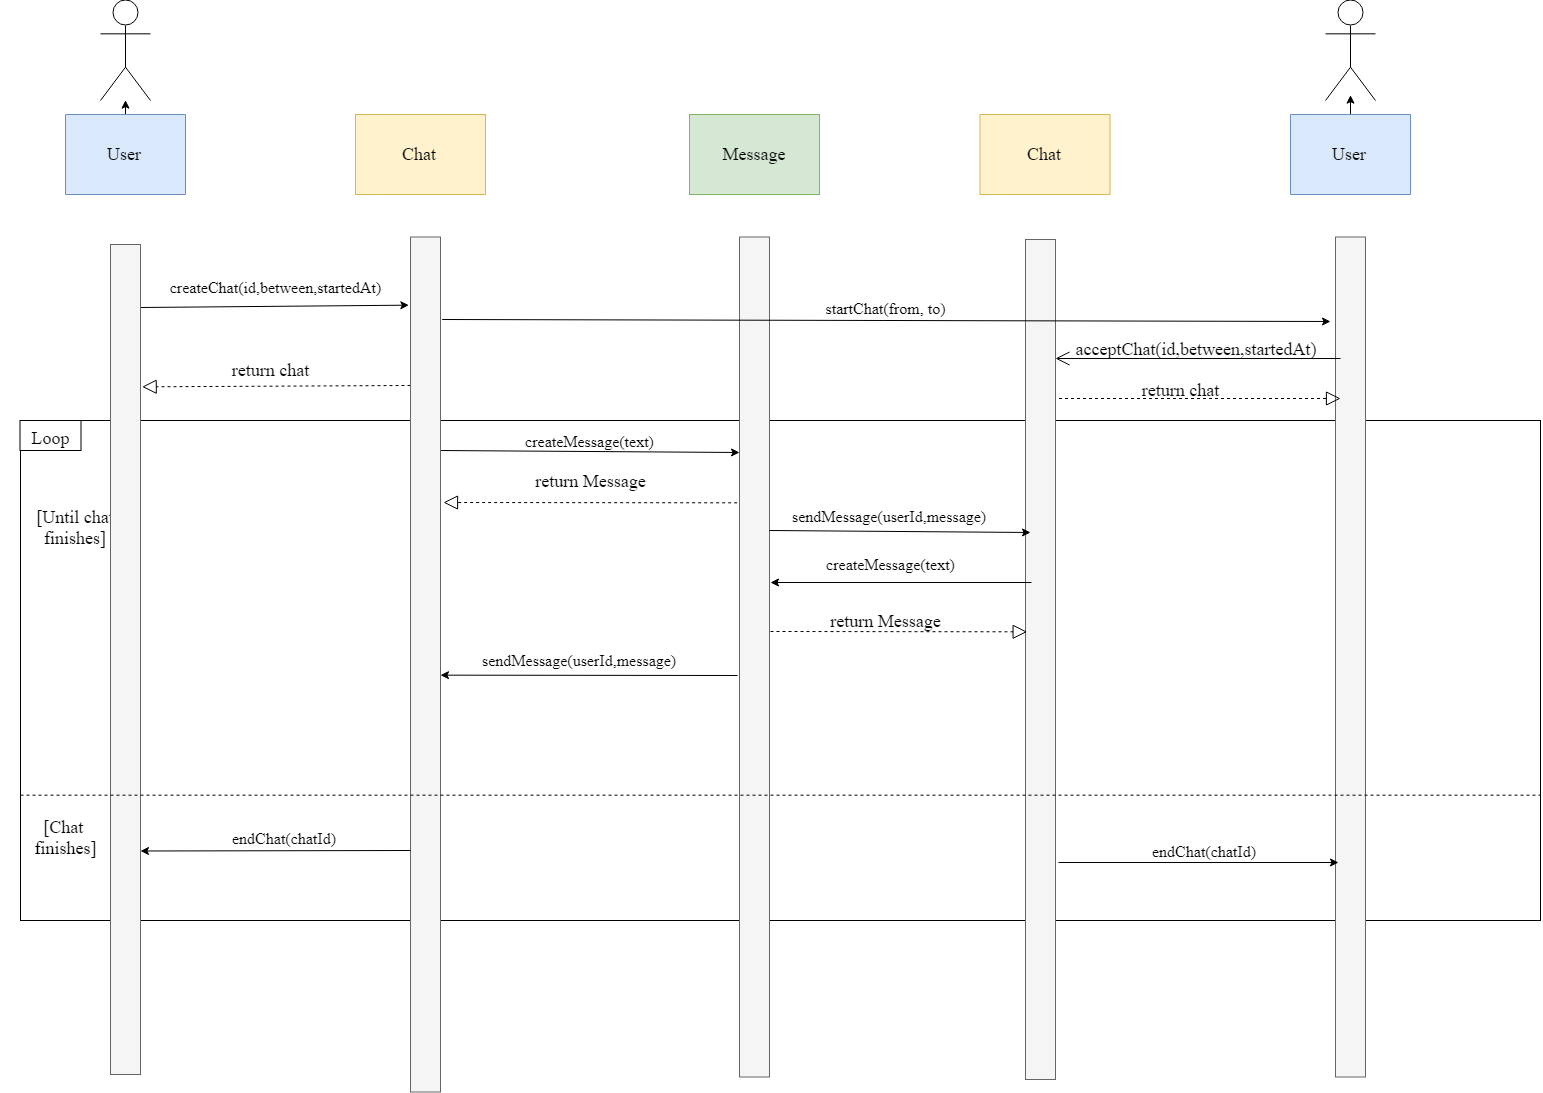 User
Chat
Message
Chat
User
createChat(id,between,startedAt)
startChat(from, to)
acceptChat(id,between,startedAt)
return chat
return chat
Loop
createMessage(text)
return Message
[Until cha
finishes]
sendMessage(userId,message)
createMessage(text)
return Message
sendMessage(userId,message)
[Chat
finishes]
endChat(chatId)
endChat(chatId)